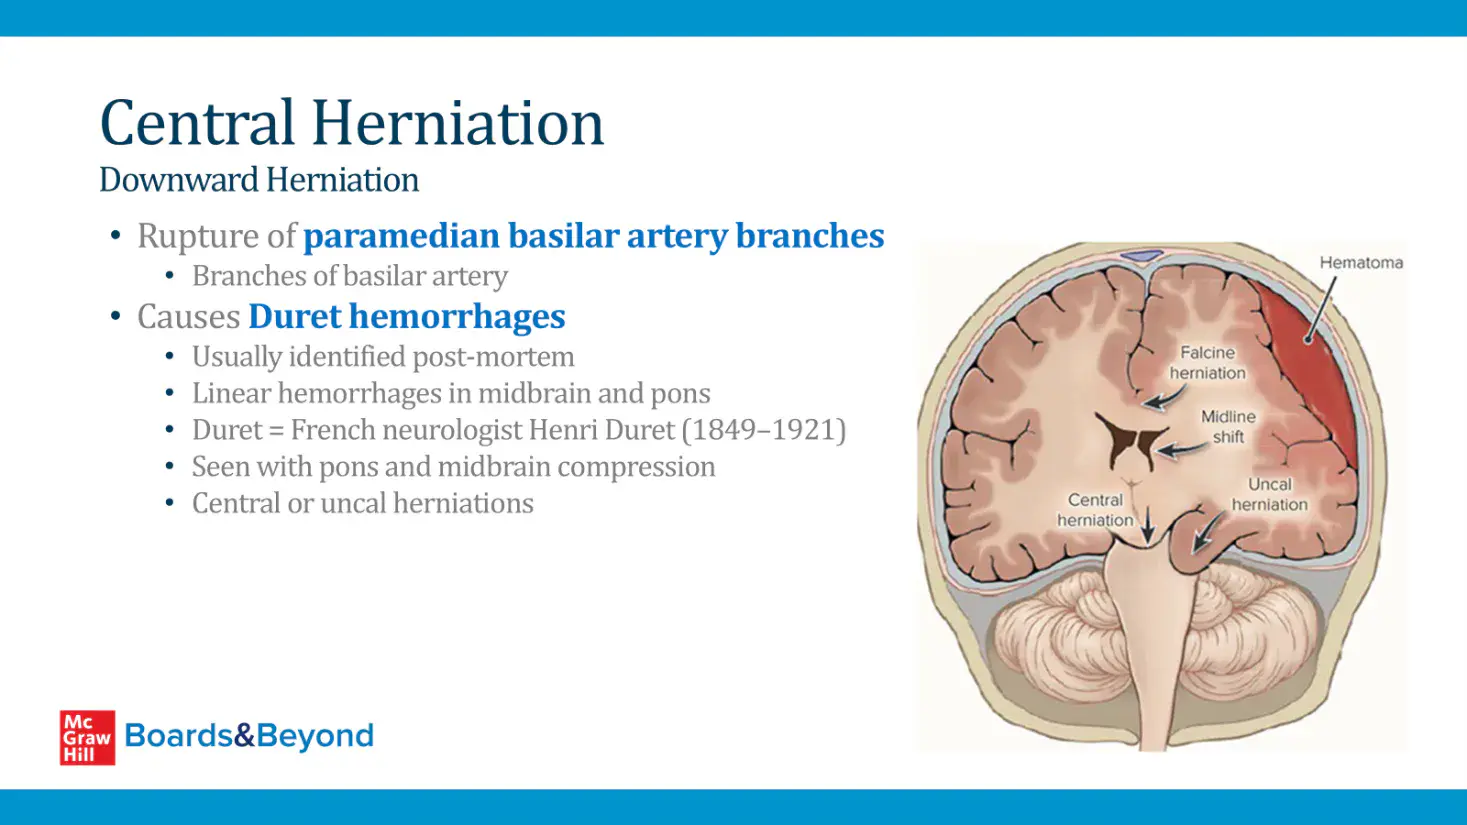 Central Herniation
Downward Herniation
• Rupture of paramedian basilar artery branches
• Branches of basilar artery
• Causes Duret hemorrhages
• Usually identified post-mortem
• Linear hemorrhages in midbrain and pons
• Duret = French neurologist Henri Duret (1849–1921)
• Seen with pons and midbrain compression
• Central or uncal herniations
Hematoma
Falcine
herniation
Midline
shift
Uncal
herniation
Central
herniation
Mc
Graw
Hill
Boards&Beyond